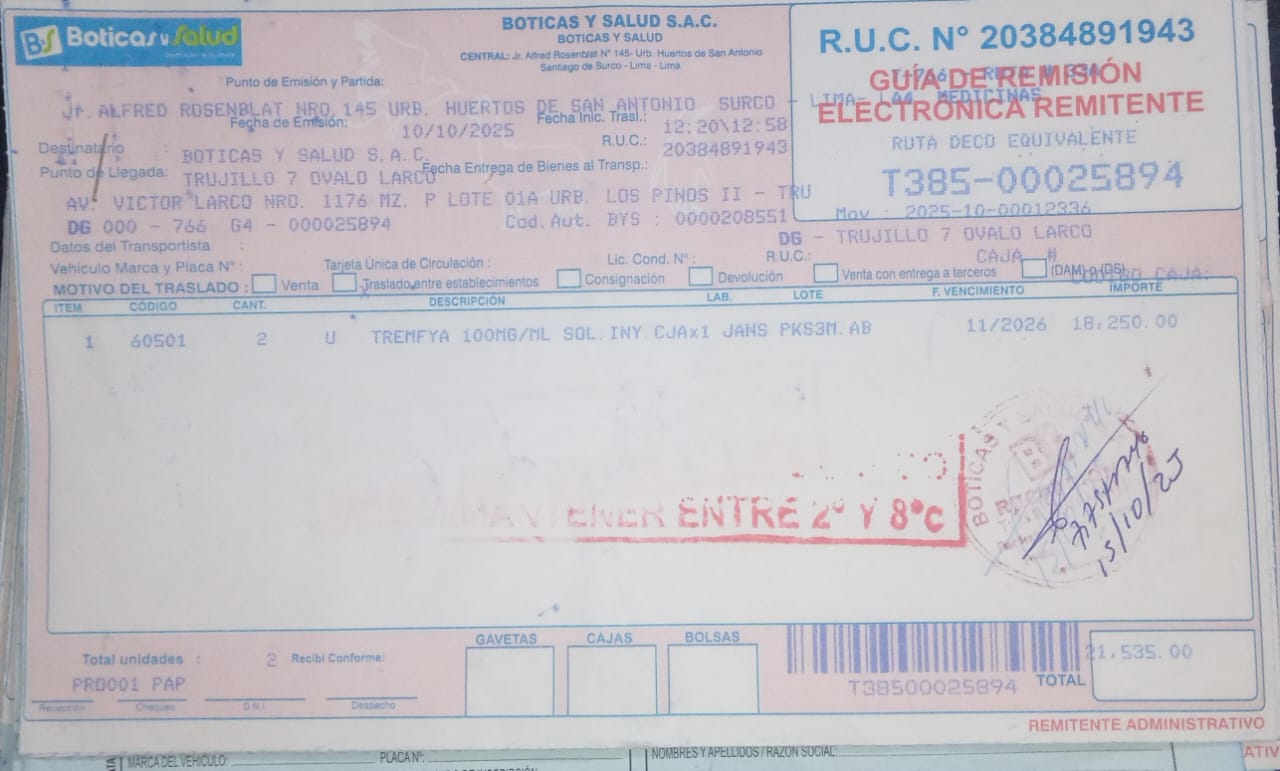 BS Boticas y Salud
BOTICAS Y SALUD S.A.C.
BOTICAS Y SALUD
CENTRAL: Jr. Alfred Rosenblat N° 145- Urb. Huertos de San Antonio
Santiago de Surco - Lima - Lima
R.U.C. N° 20384891943
GUÍA DE REMISIÓN
ELECTRÓNICA REMITENTE
MEDICINAS
RUTA DECO EQUIVALENTE
T385-00025894
Mov : 2025-10-00012336
Punto de Emisión y Partida:
Jr. ALFRED ROSENBLAT NRO. 145 URB. HUERTOS DE SAN ANTONIO SURCO - LIMA-
Fecha de Emisión: 10/10/2025 Fecha Inic. Trasl.: 12:20\12:58
Destinatario : BOTICAS Y SALUD S.A.C. R.U.C.: 20384891943
Punto de Llegada: TRUJILLO 7 OVALO LARCO Fecha Entrega de Bienes al Transp.:
AV. VICTOR LARCO NRO. 1176 MZ. P LOTE 01A URB. LOS PINOS II - TRU
DG 000 - 766 G4 - 000025894 Cod. Aut. BYS : 0000208551
DG - TRUJILLO 7 OVALO LARCO
Datos del Transportista :
Vehiculo Marca y Placa N° : Tarjeta Única de Circulación : Lic. Cond. N° : R.U.C.: CAJA #
MOTIVO DEL TRASLADO : Venta Traslado entre establecimientos Consignación Devolución Venta con entrega a terceros (DAM) o (DS) CAJA:
ITEM CÓDIGO CANT. DESCRIPCIÓN LAB. LOTE F. VENCIMIENTO IMPORTE
1 60501 2 U TREMFYA 100MG/ML SOL.INY.CJAx1 JANS PKS3M.AB 11/2026 18,250.00
MANTENER ENTRE 2° Y 8°C
BOTICAS Y SALUD
15/10/25
GAVETAS CAJAS BOLSAS
Total unidades : 2 Recibí Conforme:
PRD001 PAP
Recepción Chequeo D.N.I. Despacho
T38500025894
TOTAL 21,535.00
REMITENTE ADMINISTRATIVO
MARCA DEL VEHICULO: PLACA N°: NOMBRES Y APELLIDOS / RAZON SOCIAL: